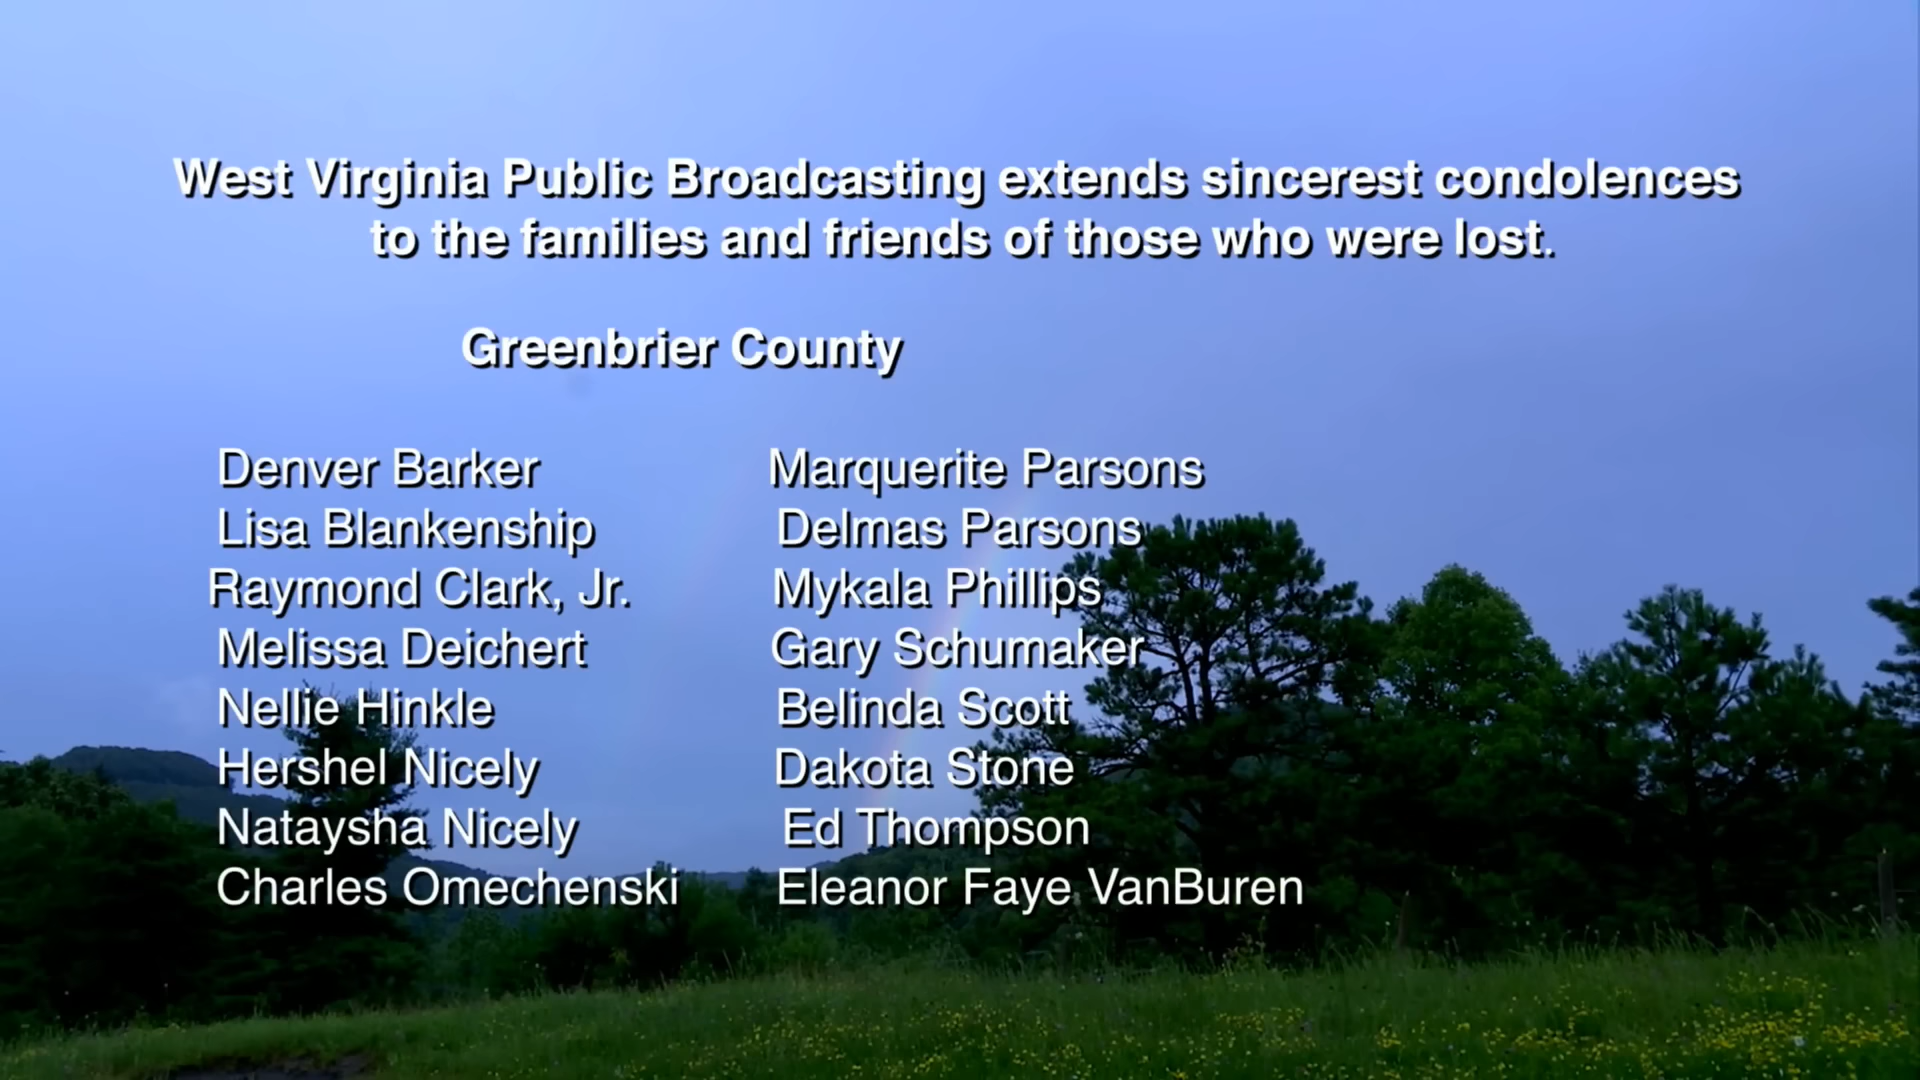 West Virginia Public Broadcasting extends sincerest condolences
to the families and friends of those who were lost.
Greenbrier County
Denver Barker
Lisa Blankenship
Raymond Clark, Jr.
Melissa Deichert
Nellie Hinkle
Hershel Nicely
Nataysha Nicely
Charles Omechenski
Marquerite Parsons
Delmas Parsons
Mykala Phillips
Gary Schumaker
Belinda Scott
Dakota Stone
Ed Thompson
Eleanor Faye VanBuren